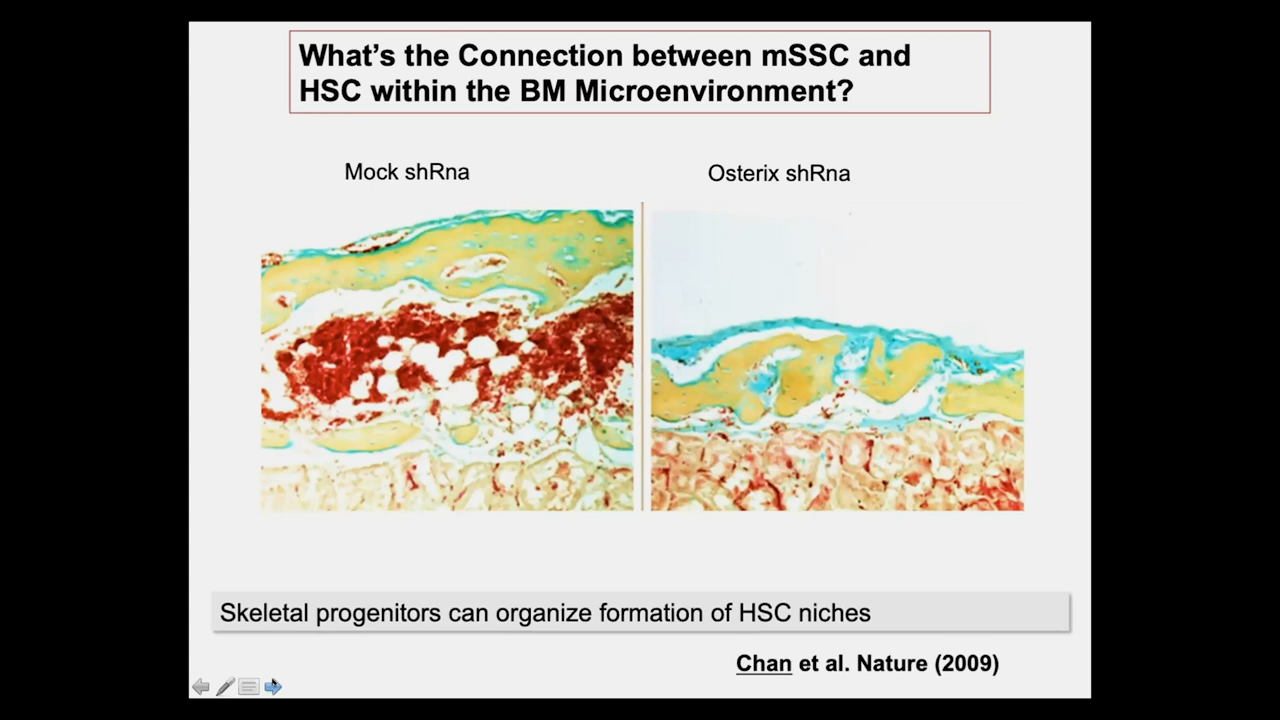 What's the Connection between mSSC and
HSC within the BM Microenvironment?
Mock shRna
Osterix shRna
Skeletal progenitors can organize formation of HSC niches
Chan et al. Nature (2009)